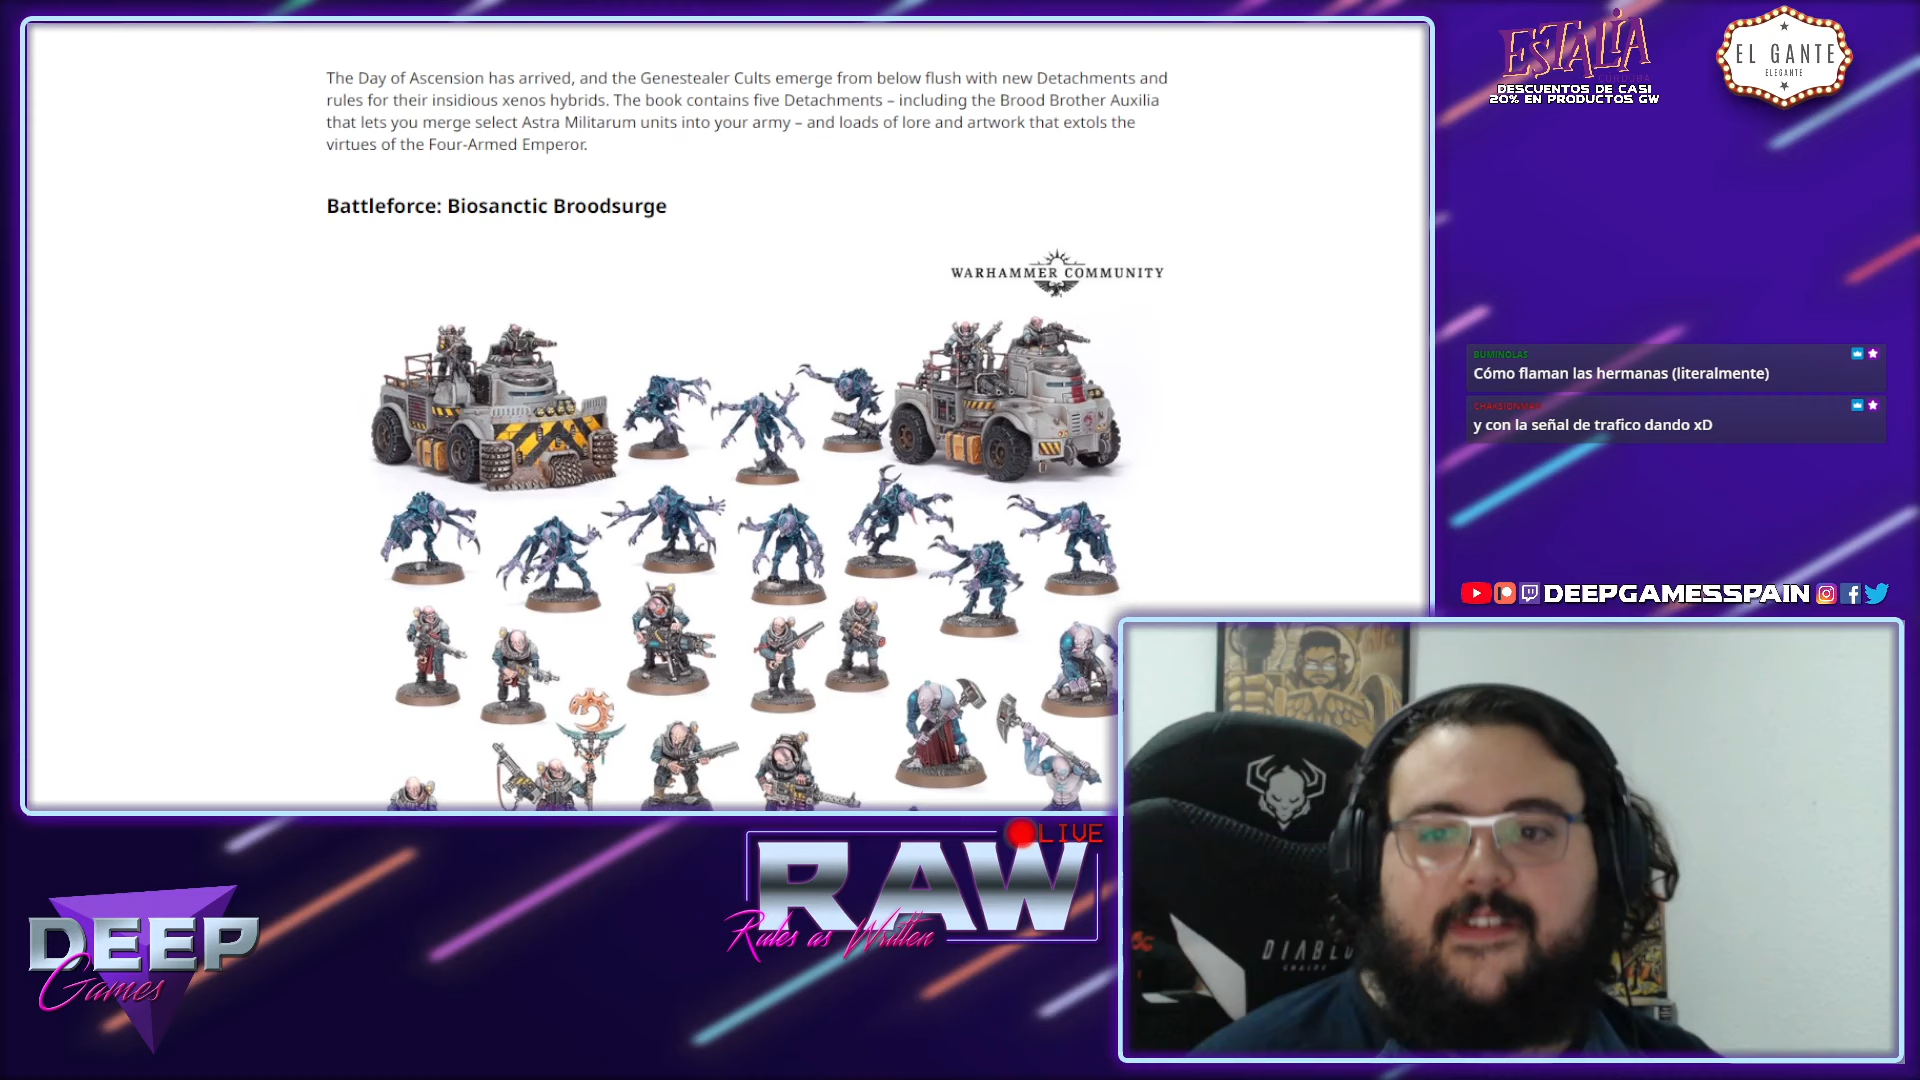 The Day of Ascension has arrived, and the Genestealer Cults emerge from below flush with new Detachments and
rules for their insidious xenos hybrids. The book contains five Detachments – including the Brood Brother Auxilia
that lets you merge select Astra Militarum units into your army – and loads of lore and artwork that extols the
virtues of the Four-Armed Emperor.
Battleforce: Biosanctic Broodsurge
WARHAMMER COMMUNITY
ESTALIA
CÓRDOBA
DESCUENTOS DE CASI
20% EN PRODUCTOS GW
EL GANTE
ELEGANTE
BUMINOLAS
Cómo flaman las hermanas (literalmente)
y con la señal de trafico dando xD
DEEPGAMESSPAIN
LIVE
RAW
Rules as Written
DEEP
Games
DIABLO